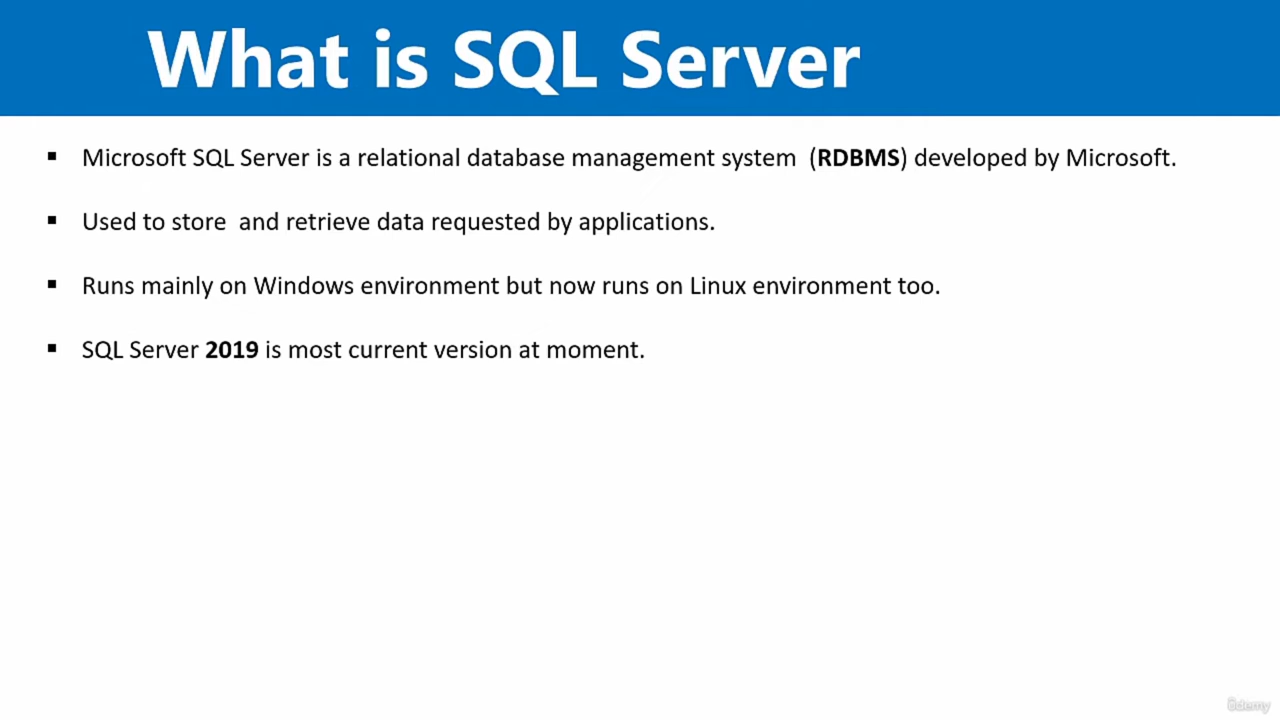 What is SQL Server
▪ Microsoft SQL Server is a relational database management system (RDBMS) developed by Microsoft.
▪ Used to store and retrieve data requested by applications.
▪ Runs mainly on Windows environment but now runs on Linux environment too.
▪ SQL Server 2019 is most current version at moment.
ûdemy